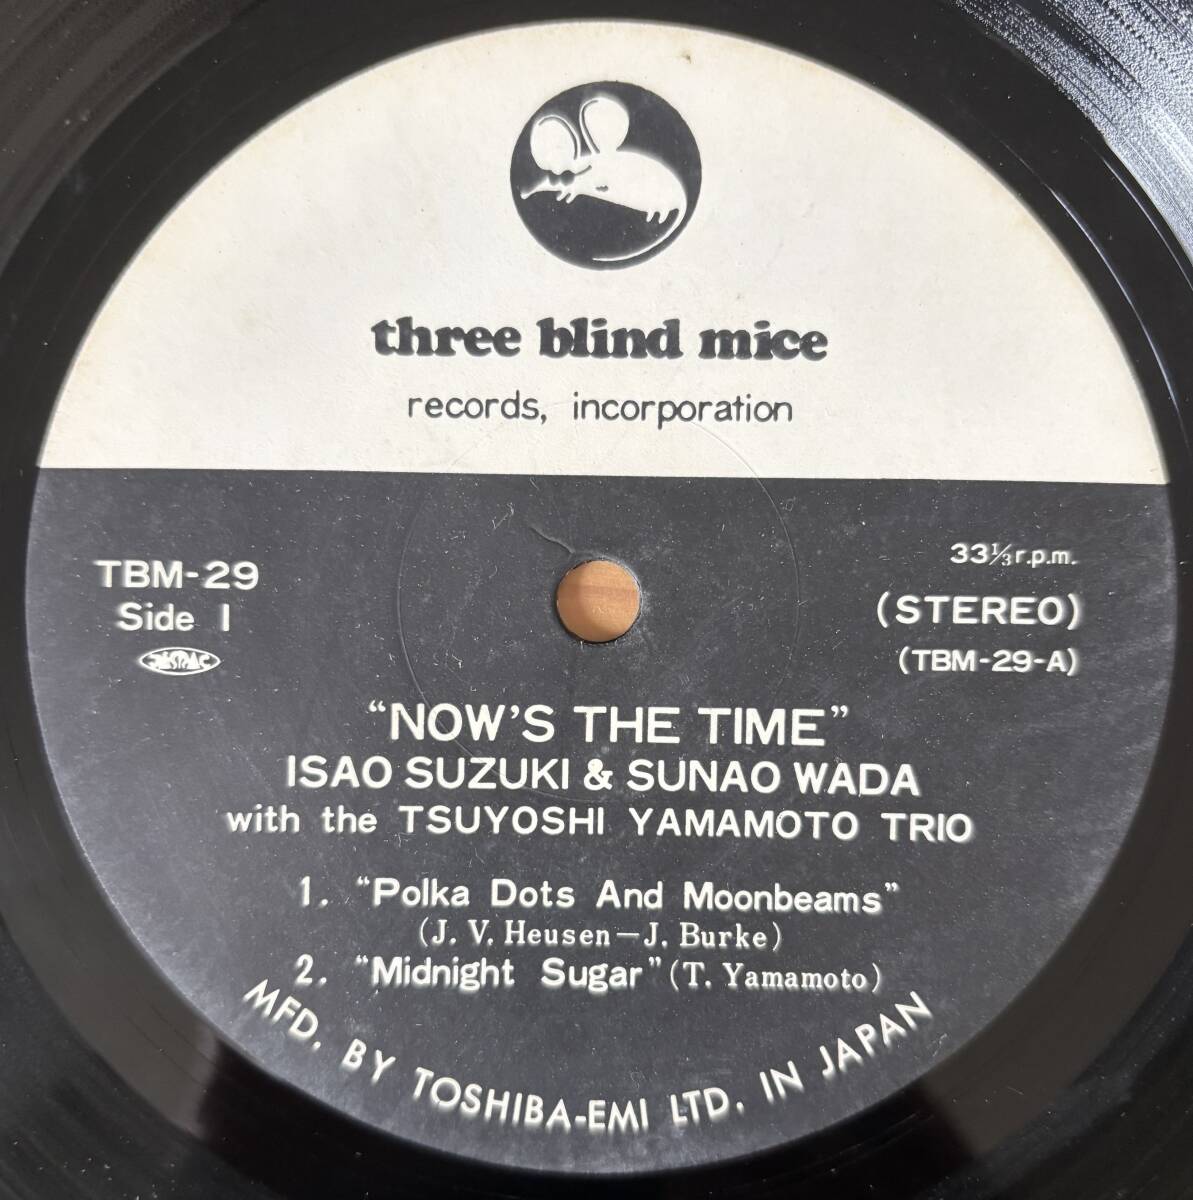 three blind mice
records, incorporation
TBM-29
Side 1
33⅓ r.p.m.
(STEREO)
(TBM-29-A)
“NOW’S THE TIME”
ISAO SUZUKI & SUNAO WADA
with the TSUYOSHI YAMAMOTO TRIO
1. “Polka Dots And Moonbeams”
(J. V. Heusen—J. Burke)
2. “Midnight Sugar” (T. Yamamoto)
MFD. BY TOSHIBA-EMI LTD. IN JAPAN